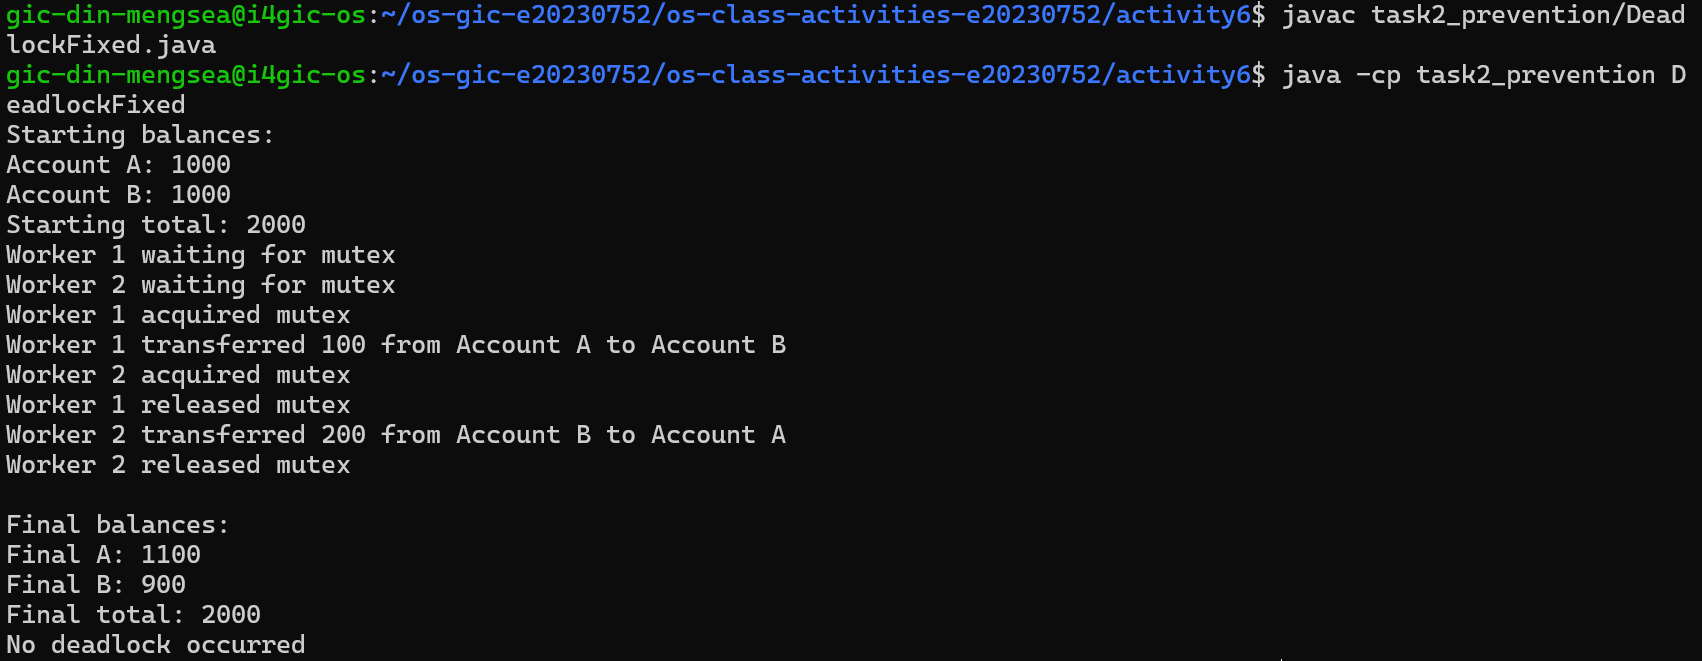 gic-din-mengsea@i4gic-os:~/os-gic-e20230752/os-class-activities-e20230752/activity6$ javac task2_prevention/Dead
lockFixed.java
gic-din-mengsea@i4gic-os:~/os-gic-e20230752/os-class-activities-e20230752/activity6$ java -cp task2_prevention D
eadlockFixed
Starting balances:
Account A: 1000
Account B: 1000
Starting total: 2000
Worker 1 waiting for mutex
Worker 2 waiting for mutex
Worker 1 acquired mutex
Worker 1 transferred 100 from Account A to Account B
Worker 2 acquired mutex
Worker 1 released mutex
Worker 2 transferred 200 from Account B to Account A
Worker 2 released mutex

Final balances:
Final A: 1100
Final B: 900
Final total: 2000
No deadlock occurred